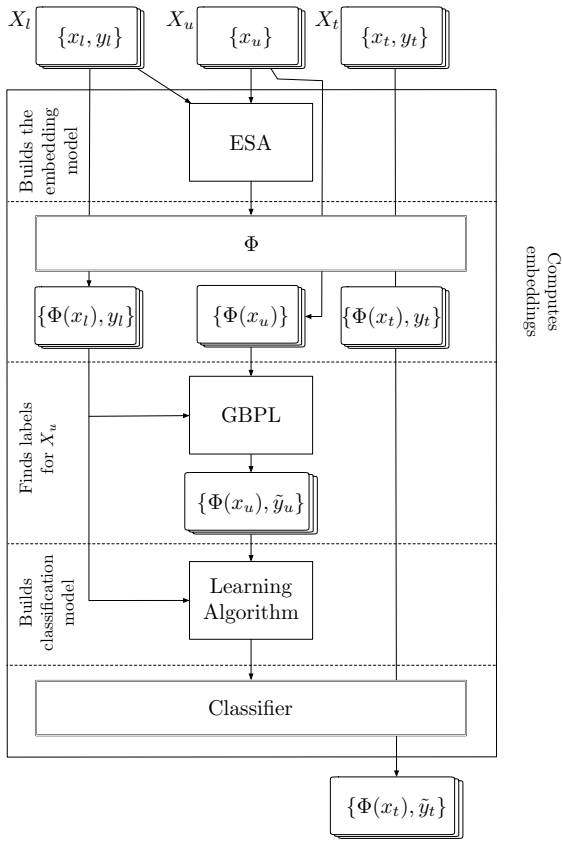 X_l {x_l, y_l} X_u {x_u} X_t {x_t, y_t}
Builds the
embedding
model
ESA
Φ
{Φ(x_l), y_l} {Φ(x_u)} {Φ(x_t), y_t}
Computes
embeddings
Finds labels
for X_u
GBPL
{Φ(x_u), ỹ_u}
Builds
classification
model
Learning
Algorithm
Classifier
{Φ(x_t), ỹ_t}